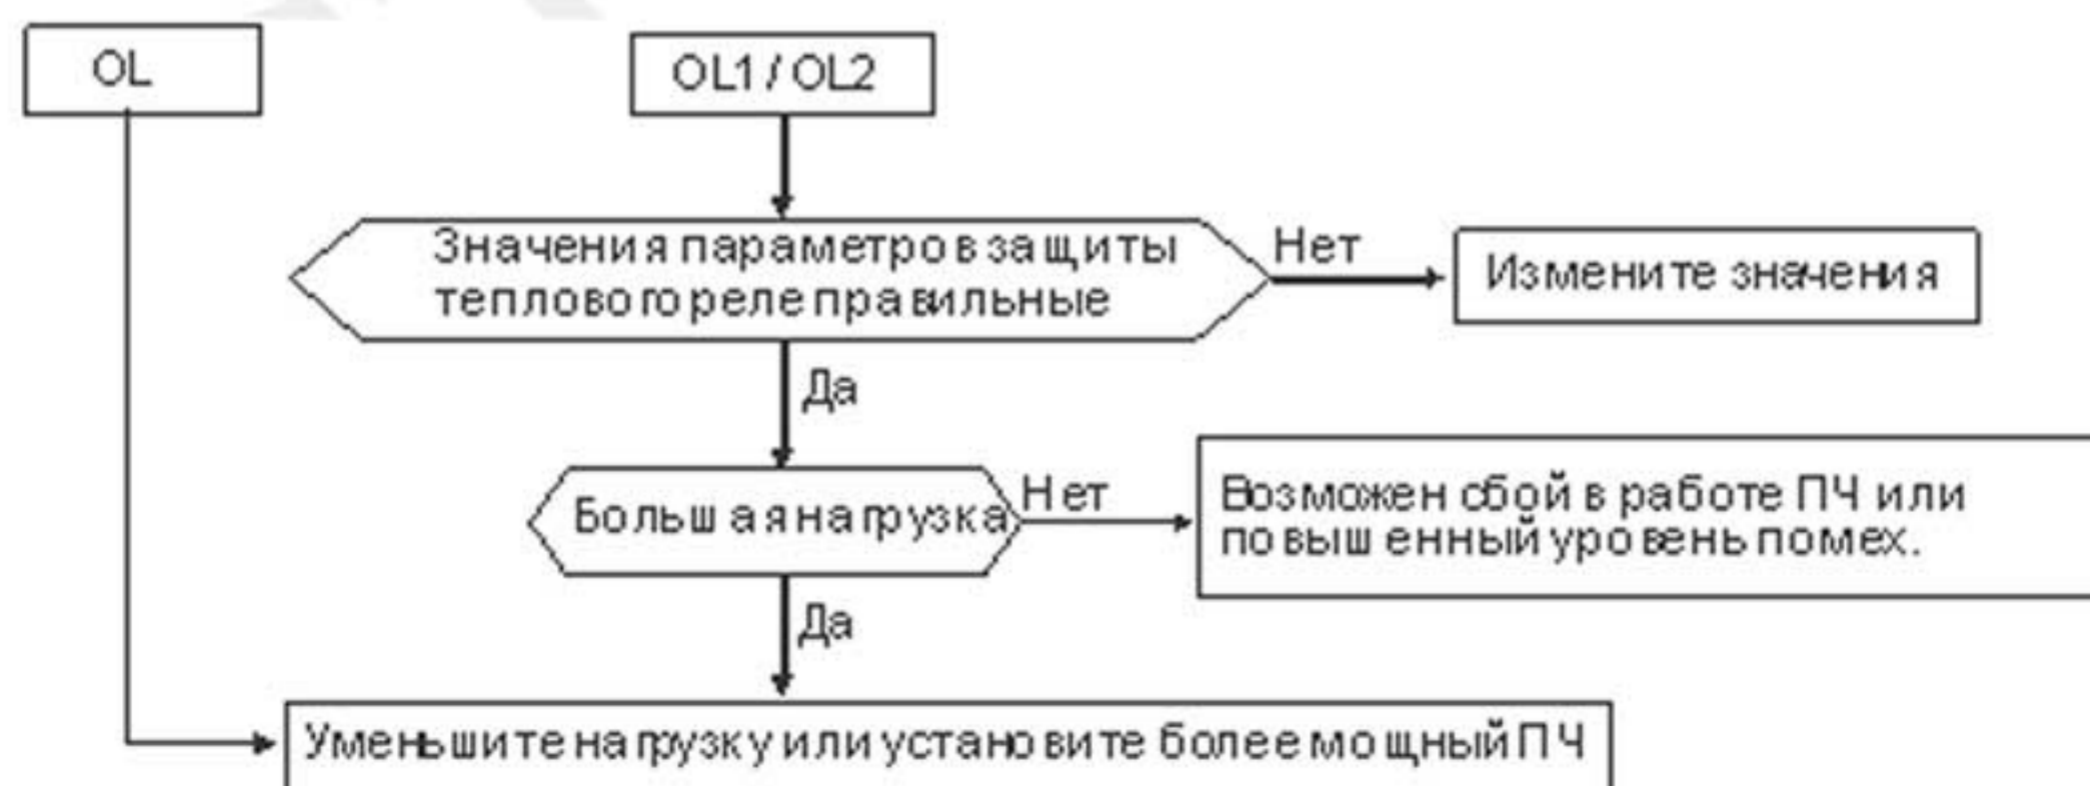 OL
OL1 / OL2
Значения параметров защиты
теплового реле правильные
Нет
Измените значения
Да
Большая нагрузка
Нет
Возможен сбой в работе ПЧ или
повышенный уровень помех.
Да
Уменьшите нагрузку или установите более мощный ПЧ